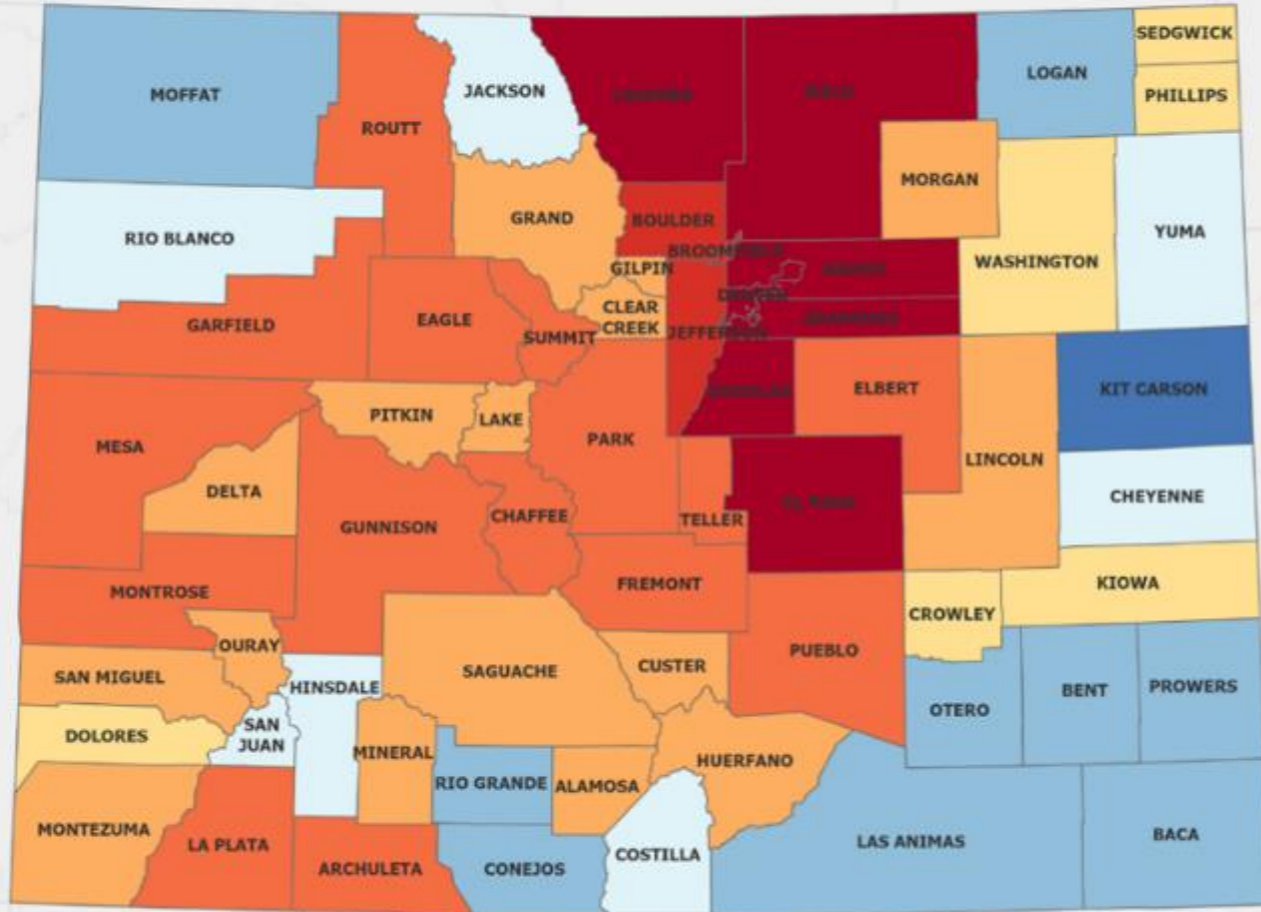 SEDGWICK
LOGAN
MOFFAT
JACKSON
PHILLIPS
ROUTT
MORGAN
GRAND
BOULDER
YUMA
RIO BLANCO
BROOMFIELD
WASHINGTON
GILPIN
DENVER
CLEAR
CREEK
GARFIELD
EAGLE
SUMMIT
JEFFERSON
ELBERT
KIT CARSON
PITKIN
LAKE
PARK
MESA
LINCOLN
DELTA
CHEYENNE
GUNNISON
CHAFFEE
TELLER
FREMONT
KIOWA
MONTROSE
CROWLEY
OURAY
PUEBLO
CUSTER
SAGUACHE
SAN MIGUEL
HINSDALE
BENT
PROWERS
OTERO
SAN
JUAN
DOLORES
MINERAL
HUERFANO
RIO GRANDE
ALAMOSA
MONTEZUMA
BACA
LAS ANIMAS
LA PLATA
COSTILLA
ARCHULETA
CONEJOS